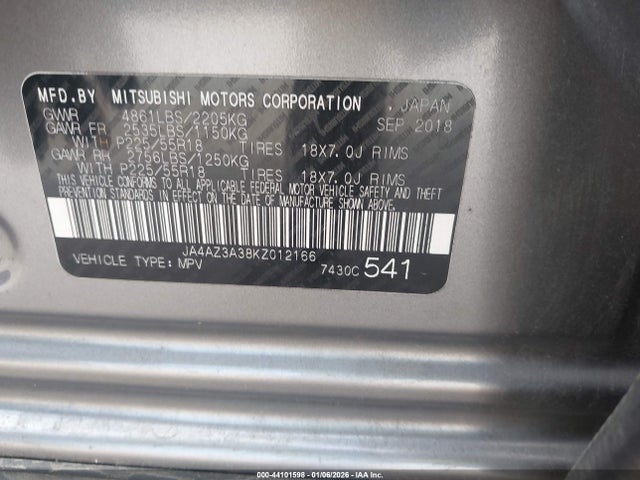 MFD.BY MITSUBISHI MOTORS CORPORATION . JAPAN
GVWR 4861LBS/2205KG SEP 2018
GAWR FR 2535LBS/1150KG
WITH P225/55R18 TIRES 18X7.0J RIMS
GAWR RR 2756LBS/1250KG
WITH P225/55R18 TIRES 18X7.0J RIMS
THIS VEHICLE CONFORMS TO ALL APPLICABLE FEDERAL MOTOR VEHICLE SAFETY AND THEFT
PREVENTION STANDARDS IN EFFECT ON THE DATE OF MANUFACTURE SHOWN ABOVE.
JA4AZ3A38KZ012166
VEHICLE TYPE: MPV 7430C 541
000-44101598 - 01/06/2026 - IAA Inc.